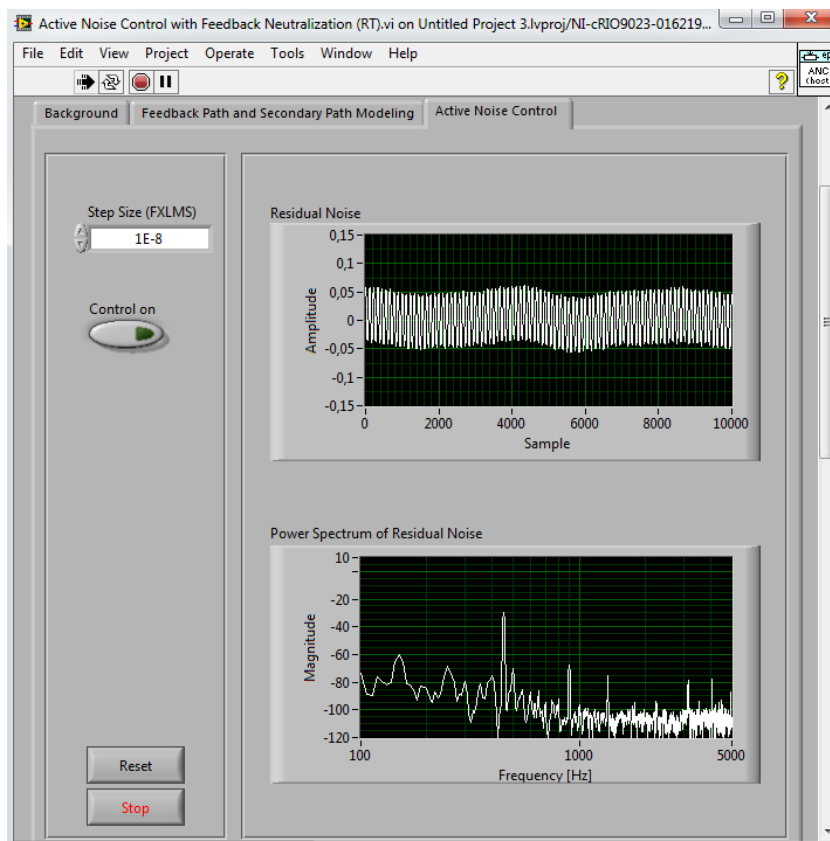 Active Noise Control with Feedback Neutralization (RT).vi on Untitled Project 3.lvproj/NI-cRIO9023-016219...
File Edit View Project Operate Tools Window Help
ANC
(host
Background Feedback Path and Secondary Path Modeling Active Noise Control
Step Size (FXLMS)
1E-8
Control on
Residual Noise
0,15
0,1
0,05
0
-0,05
-0,1
-0,15
Amplitude
0 2000 4000 6000 8000 10000
Sample
Power Spectrum of Residual Noise
10
-20
-40
-60
-80
-100
-120
Magnitude
100 1000 5000
Frequency [Hz]
Reset
Stop